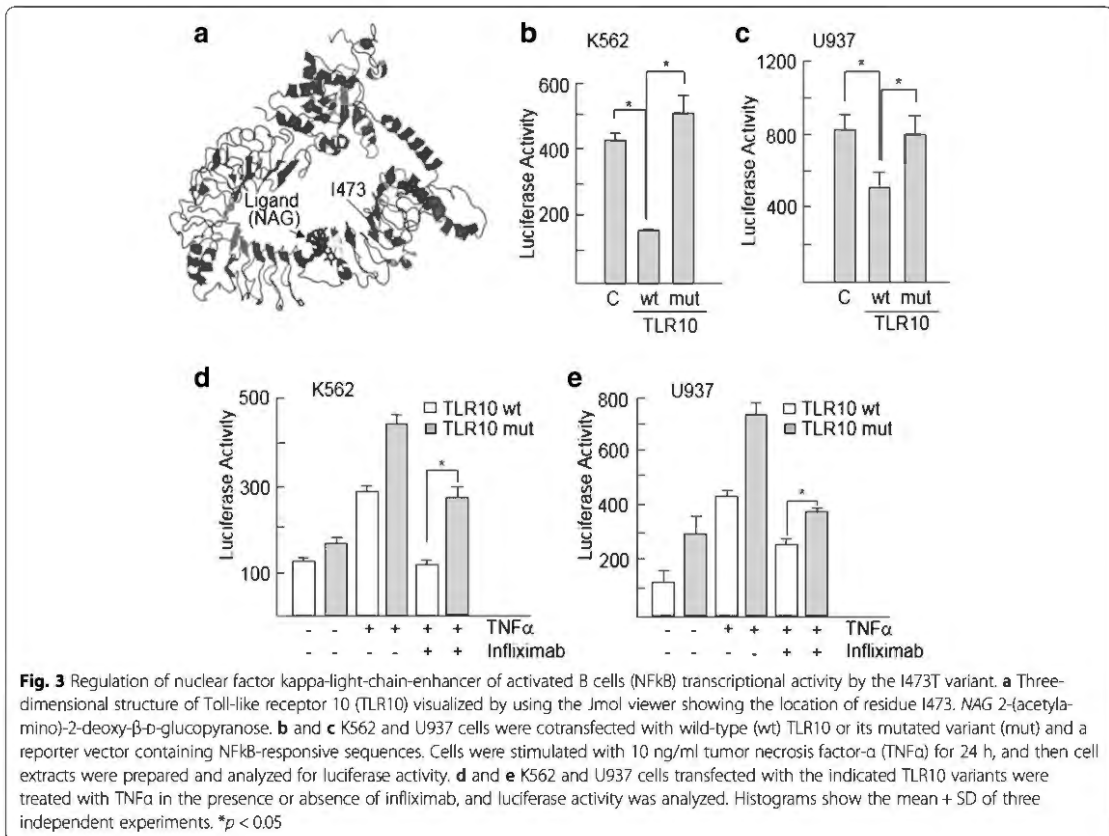 a
Ligand
(NAG)
I473
b
K562
Luciferase Activity
600
400
200
*
*
C wt mut
TLR10
c
U937
Luciferase Activity
1200
800
400
*
*
C wt mut
TLR10
d
K562
Luciferase Activity
500
300
100
TLR10 wt
TLR10 mut
*
- - + + + + TNFα
- - - - + + Infliximab
e
U937
Luciferase Activity
800
600
400
200
TLR10 wt
TLR10 mut
*
- - + + + + TNFα
- - - - + + Infliximab
Fig. 3 Regulation of nuclear factor kappa-light-chain-enhancer of activated B cells (NFkB) transcriptional activity by the I473T variant. a Three-
dimensional structure of Toll-like receptor 10 (TLR10) visualized by using the Jmol viewer showing the location of residue I473. NAG 2-(acetyla-
mino)-2-deoxy-β-D-glucopyranose. b and c K562 and U937 cells were cotransfected with wild-type (wt) TLR10 or its mutated variant (mut) and a
reporter vector containing NFkB-responsive sequences. Cells were stimulated with 10 ng/ml tumor necrosis factor-α (TNFα) for 24 h, and then cell
extracts were prepared and analyzed for luciferase activity. d and e K562 and U937 cells transfected with the indicated TLR10 variants were
treated with TNFα in the presence or absence of infliximab, and luciferase activity was analyzed. Histograms show the mean + SD of three
independent experiments. *p < 0.05